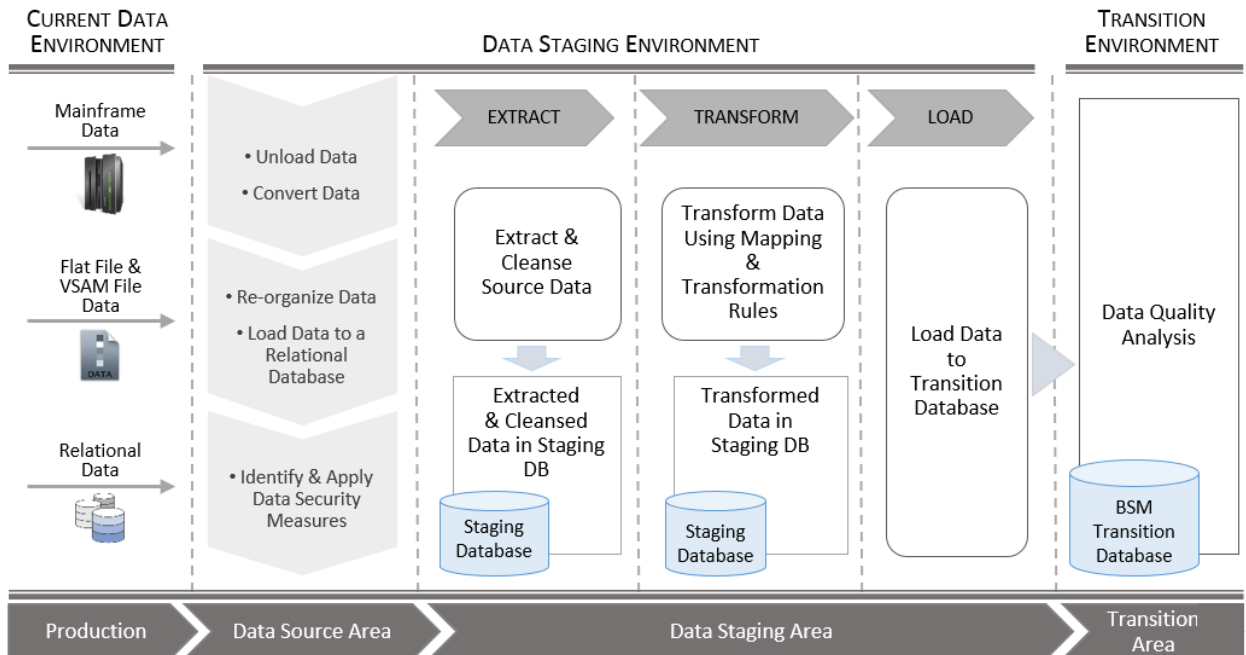 CURRENT DATA
ENVIRONMENT
DATA STAGING ENVIRONMENT
TRANSITION
ENVIRONMENT
Mainframe
Data
Flat File &
VSAM File
Data
DATA
Relational
Data
• Unload Data
• Convert Data
• Re-organize Data
• Load Data to a
Relational
Database
• Identify & Apply
Data Security
Measures
EXTRACT
Extract &
Cleanse
Source Data
Extracted
& Cleansed
Data in Staging
DB
Staging
Database
TRANSFORM
Transform Data
Using Mapping
&
Transformation
Rules
Transformed
Data in
Staging DB
Staging
Database
LOAD
Load Data
to
Transition
Database
Data Quality
Analysis
BSM
Transition
Database
Production
Data Source Area
Data Staging Area
Transition
Area